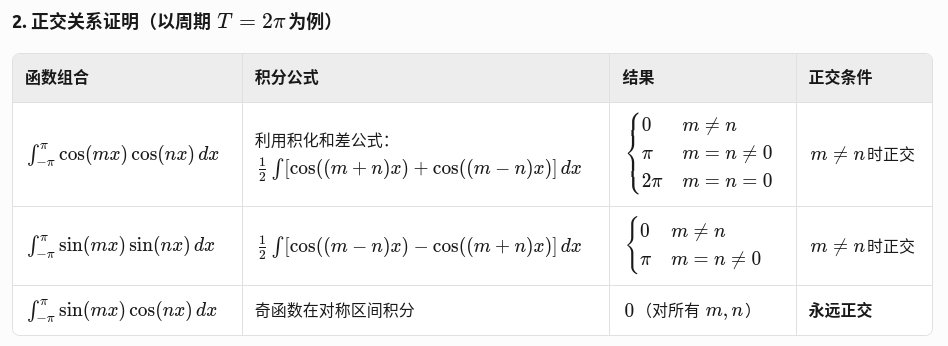 2. 正交关系证明（以周期 $T = 2\pi$ 为例）
函数组合 积分公式 结果 正交条件
$\int_{-\pi}^{\pi} \cos(mx)\cos(nx)\,dx$ 利用积化和差公式：
$\frac{1}{2}\int[\cos((m+n)x)+\cos((m-n)x)]\,dx$ $\begin{cases} 0 & m \neq n \\ \pi & m = n \neq 0 \\ 2\pi & m = n = 0 \end{cases}$ $m \neq n$时正交
$\int_{-\pi}^{\pi} \sin(mx)\sin(nx)\,dx$ $\frac{1}{2}\int[\cos((m-n)x)-\cos((m+n)x)]\,dx$ $\begin{cases} 0 & m \neq n \\ \pi & m = n \neq 0 \end{cases}$ $m \neq n$时正交
$\int_{-\pi}^{\pi} \sin(mx)\cos(nx)\,dx$ 奇函数在对称区间积分 $0$（对所有 $m, n$） 永远正交